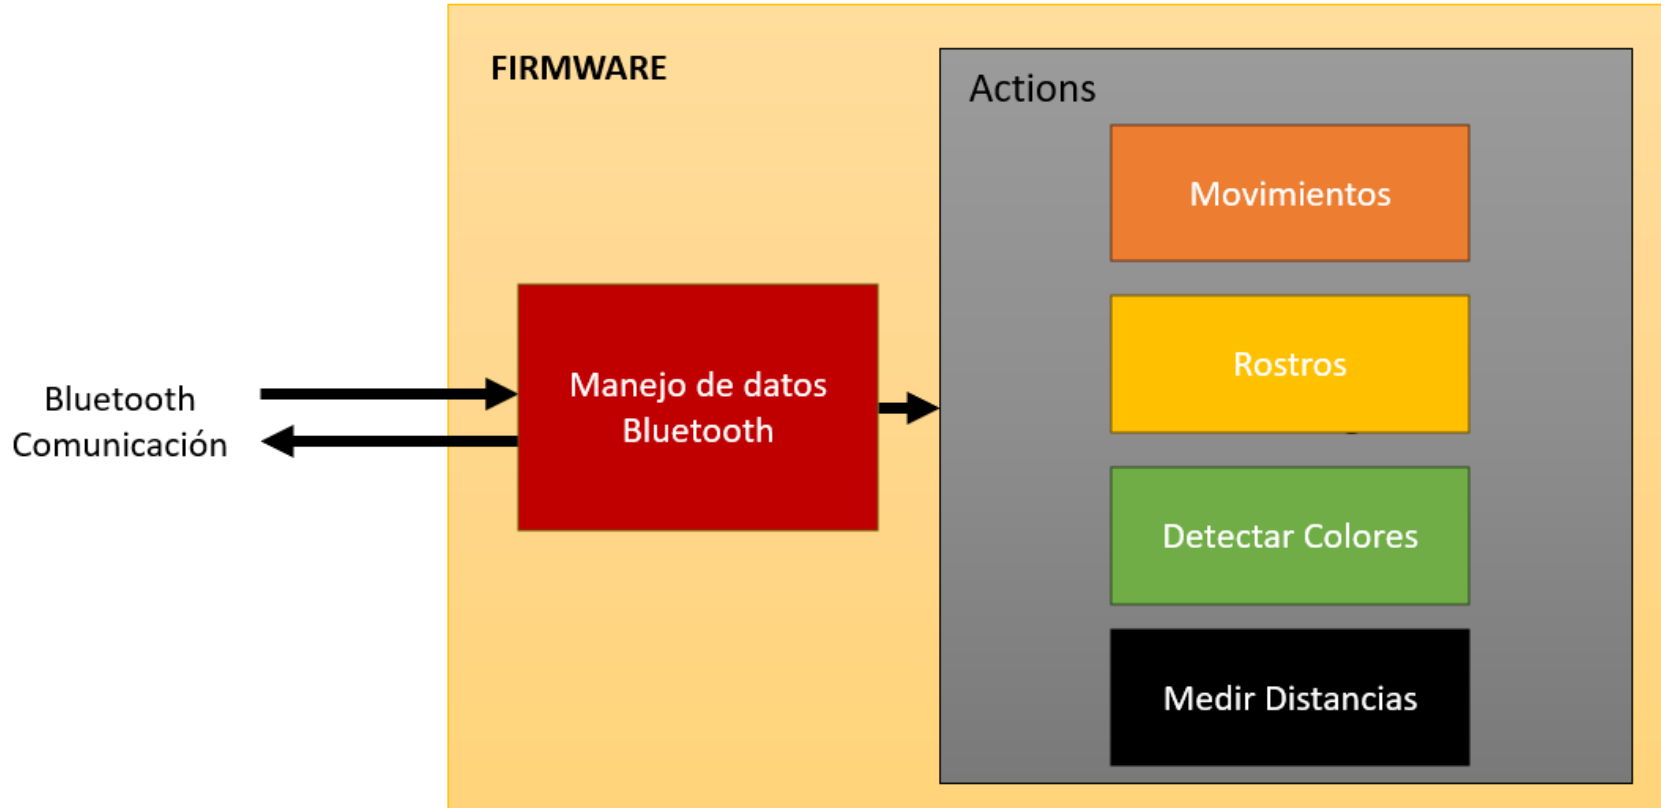 FIRMWARE
Actions
Movimientos
Rostros
Detectar Colores
Medir Distancias
Manejo de datos
Bluetooth
Bluetooth
Comunicación